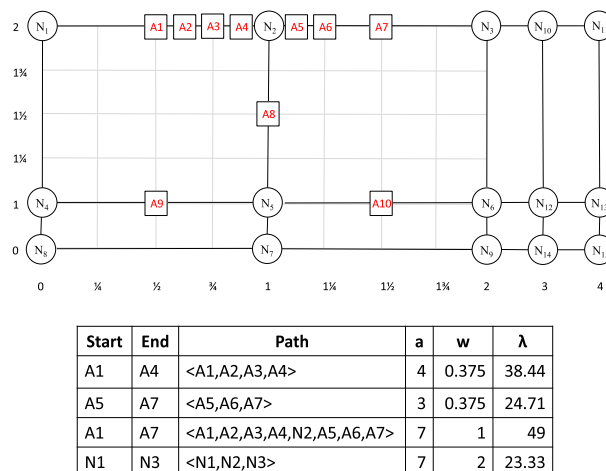 2 N₁ A1 A2 A3 A4 N₂ A5 A6 A7 N₃ N₁₀
1¾
1½ A8
1¼
1 N₄ A9 N₅ A10 N₆ N₁₂ N₁₃
0 N₈ N₇ N₉ N₁₄
0 ¼ ½ ¾ 1 1¼ 1½ 1¾ 2 3 4
Start End Path a w λ
A1 A4 <A1,A2,A3,A4> 4 0.375 38.44
A5 A7 <A5,A6,A7> 3 0.375 24.71
A1 A7 <A1,A2,A3,A4,N2,A5,A6,A7> 7 1 49
N1 N3 <N1,N2,N3> 7 2 23.33